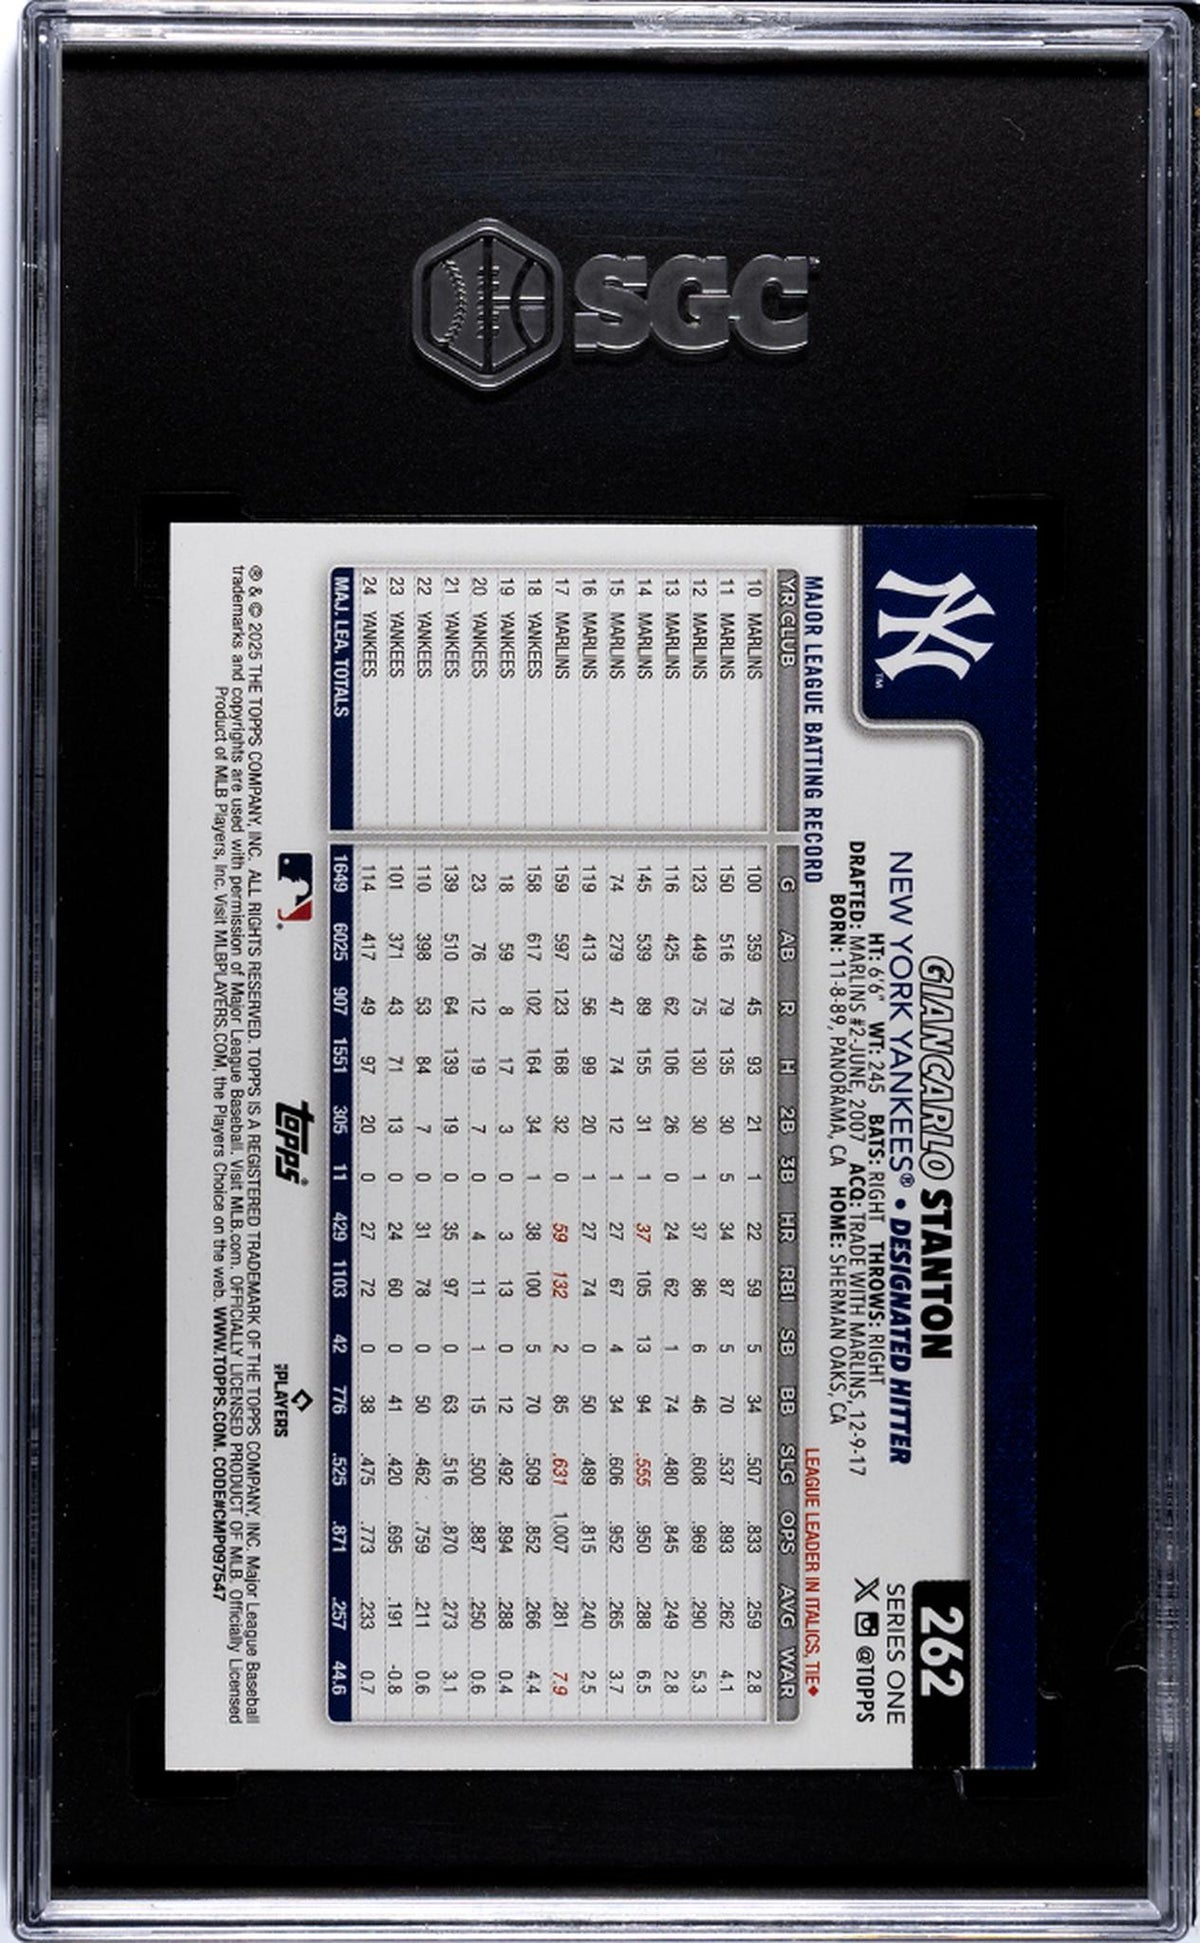 SGC
262
SERIES ONE
X @TOPPS
GIANCARLO STANTON
NEW YORK YANKEES® • DESIGNATED HITTER
HT: 6'6" WT: 245 BATS: RIGHT THROWS: RIGHT
DRAFTED: MARLINS #2-JUNE, 2007 ACQ: TRADE WITH MARLINS, 12-9-17
BORN: 11-8-89, PANORAMA, CA HOME: SHERMAN OAKS, CA
MAJOR LEAGUE BATTING RECORD LEAGUE LEADER IN ITALICS, TIE♦
YR CLUB G AB R H 2B 3B HR RBI SB BB SLG OPS AVG WAR
10 MARLINS 100 359 45 93 21 1 22 59 5 34 .507 .833 .259 2.8
11 MARLINS 150 516 79 135 30 5 34 87 5 70 .537 .893 .262 4.1
12 MARLINS 123 449 75 130 30 1 37 86 6 46 .608 .969 .290 5.3
13 MARLINS 116 425 62 106 26 0 24 62 1 74 .480 .845 .249 2.8
14 MARLINS 145 539 89 155 31 1 37 105 13 94 .555 .950 .288 6.5
15 MARLINS 74 279 47 74 12 1 27 67 4 34 .606 .952 .265 3.7
16 MARLINS 119 413 56 99 20 1 27 74 0 50 .489 .815 .240 2.5
17 MARLINS 159 597 123 168 32 0 59 132 2 85 .631 1.007 .281 7.9
18 YANKEES 158 617 102 164 34 1 38 100 5 70 .509 .852 .266 4.4
19 YANKEES 18 59 8 17 3 0 3 13 0 12 .492 .894 .288 0.4
20 YANKEES 23 76 12 19 7 0 4 11 1 15 .500 .887 .250 0.6
21 YANKEES 139 510 64 139 19 0 35 97 0 63 .516 .870 .273 3.1
22 YANKEES 110 398 53 84 7 0 31 78 0 50 .462 .759 .211 0.6
23 YANKEES 101 371 43 71 13 0 24 60 0 41 .420 .695 .191 -0.8
24 YANKEES 114 417 49 97 20 0 27 72 0 38 .475 .773 .233 0.7
MAJ. LEA. TOTALS 1649 6025 907 1551 305 11 429 1103 42 776 .525 .871 .257 44.6
topps®
MLB PLAYERS
® & © 2025 THE TOPPS COMPANY, INC. ALL RIGHTS RESERVED. TOPPS IS A REGISTERED TRADEMARK OF THE TOPPS COMPANY, INC. Major League Baseball
trademarks and copyrights are used with permission of Major League Baseball. Visit MLB.com. OFFICIALLY LICENSED PRODUCT OF MLB. Officially Licensed
Product of MLB Players, Inc. Visit MLBPLAYERS.COM, the Players Choice on the web. WWW.TOPPS.COM. CODE#CMP097547